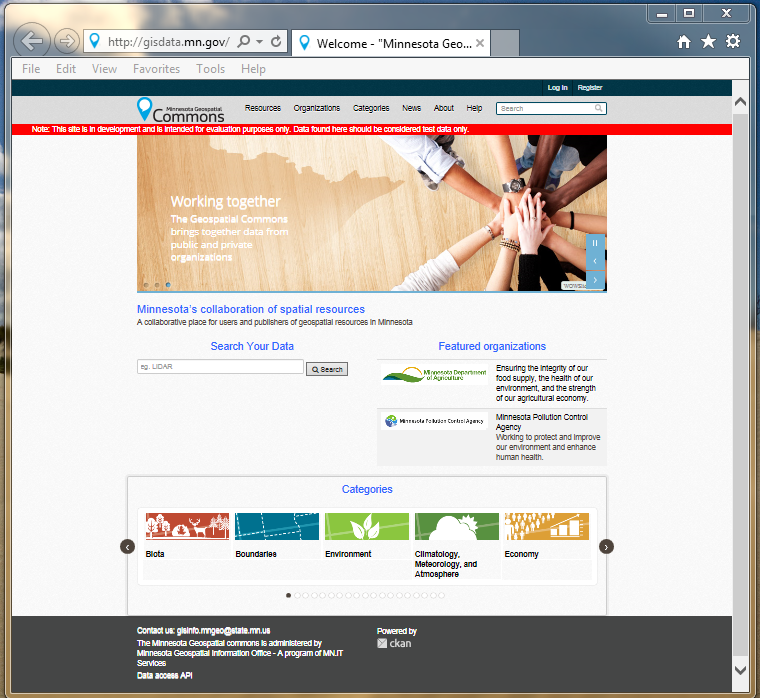 http://gisdata.mn.gov/
Welcome - "Minnesota Geo...
File Edit View Favorites Tools Help
Log in Register
Minnesota Geospatial
Commons
Resources Organizations Categories News About Help
Search
Note: This site is in development and is intended for evaluation purposes only. Data found here should be considered test data only.
Working together
The Geospatial Commons
brings together data from
public and private
organizations
Minnesota's collaboration of spatial resources
A collaborative place for users and publishers of geospatial resources in Minnesota
Search Your Data
eg. LIDAR
Search
Featured organizations
Minnesota Department
of Agriculture
Ensuring the integrity of our
food supply, the health of our
environment, and the strength
of our agricultural economy.
Minnesota Pollution Control Agency
Minnesota Pollution Control
Agency
Working to protect and improve
our environment and enhance
human health.
Categories
Biota
Boundaries
Environment
Climatology,
Meteorology, and
Atmosphere
Economy
Contact us: gisinfo.mngeo@state.mn.us
The Minnesota Geospatial commons is administered by
Minnesota Geospatial Information Office - A program of MN.IT
Services
Data access API
Powered by
ckan